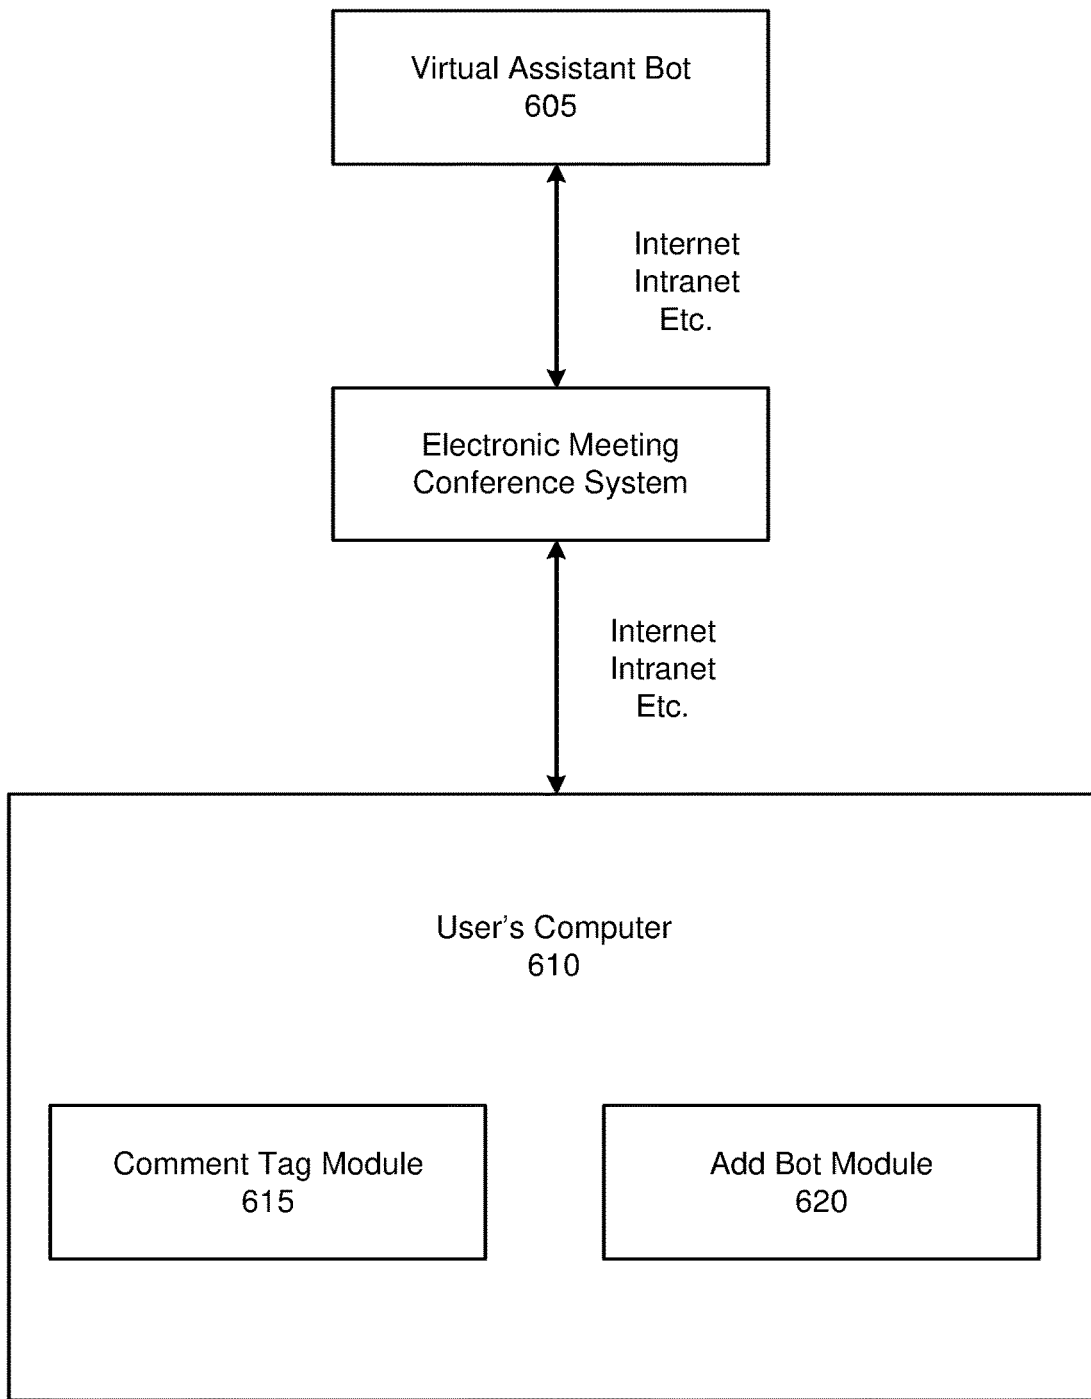 Virtual Assistant Bot
605
Internet
Intranet
Etc.
Electronic Meeting
Conference System
Internet
Intranet
Etc.
User's Computer
610
Comment Tag Module
615
Add Bot Module
620